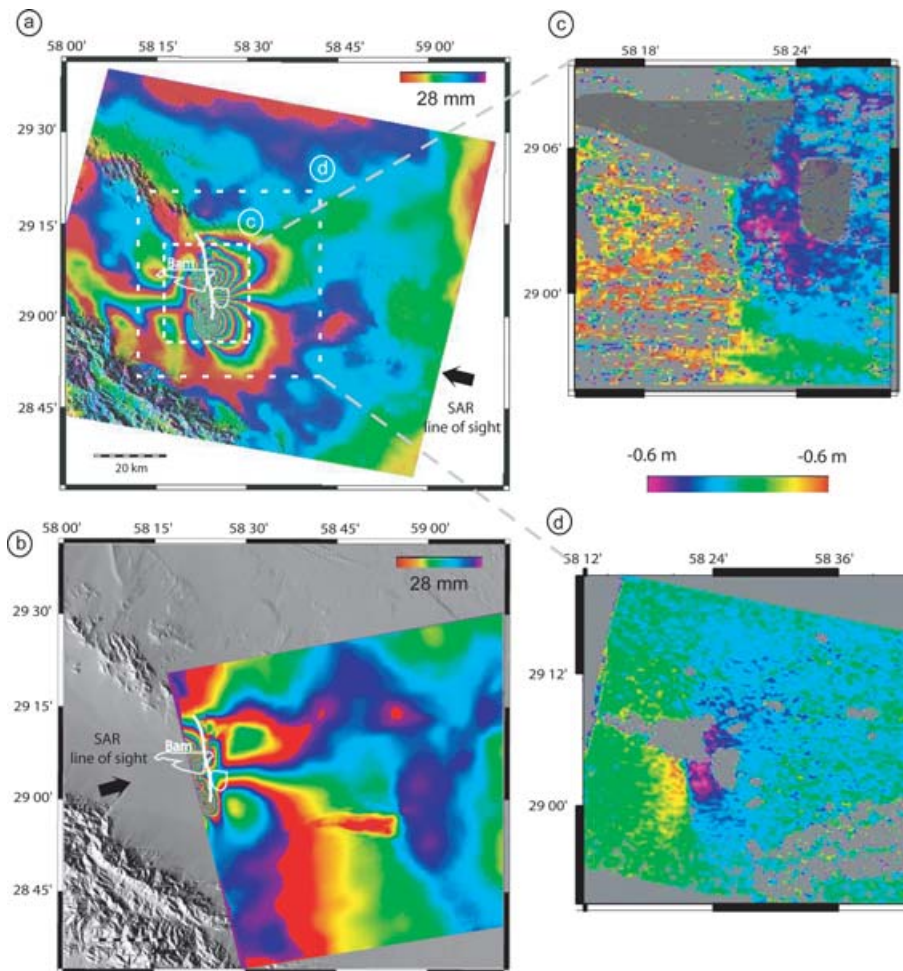 a
58 00' 58 15' 58 30' 58 45' 59 00'
28 mm
29 30'
29 15'
29 00'
28 45'
d
c
Bam
SAR
line of sight
20 km
c
58 18' 58 24'
29 06'
29 00'
-0.6 m -0.6 m
b
58 00' 58 15' 58 30' 58 45' 59 00'
28 mm
29 30'
29 15'
29 00'
28 45'
SAR
line of sight
Bam
d
58 12' 58 24' 58 36'
29 12'
29 00'